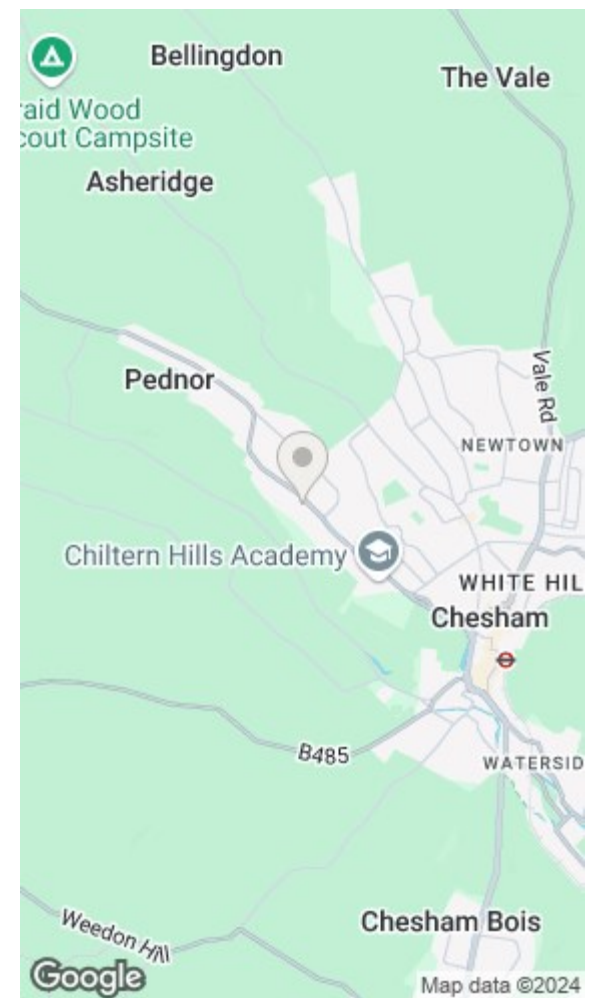 Bellingdon
The Vale
raid Wood
cout Campsite
Asheridge
Pednor
Vale Rd
NEWTOWN
Chiltern Hills Academy
WHITE HIL
Chesham
B485
WATERSID
Chesham Bois
Weedon Hill
Google
Map data ©2024